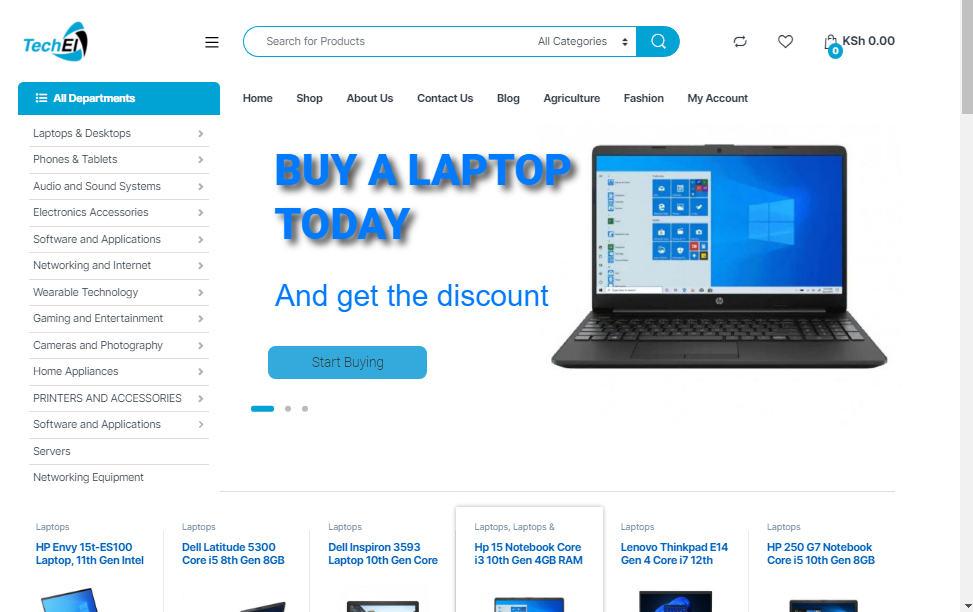 TechEl
Search for Products
All Categories
0
KSh 0.00
All Departments
Home
Shop
About Us
Contact Us
Blog
Agriculture
Fashion
My Account
Laptops & Desktops
Phones & Tablets
Audio and Sound Systems
Electronics Accessories
Software and Applications
Networking and Internet
Wearable Technology
Gaming and Entertainment
Cameras and Photography
Home Appliances
PRINTERS AND ACCESSORIES
Software and Applications
Servers
Networking Equipment
BUY A LAPTOP
TODAY
And get the discount
Start Buying
Laptops
HP Envy 15t-ES100
Laptop, 11th Gen Intel
Laptops
Dell Latitude 5300
Core i5 8th Gen 8GB
Laptops
Dell Inspiron 3593
Laptop 10th Gen Core
Laptops, Laptops &
Hp 15 Notebook Core
i3 10th Gen 4GB RAM
Laptops
Lenovo Thinkpad E14
Gen 4 Core i7 12th
Laptops
HP 250 G7 Notebook
Core i5 10th Gen 8GB